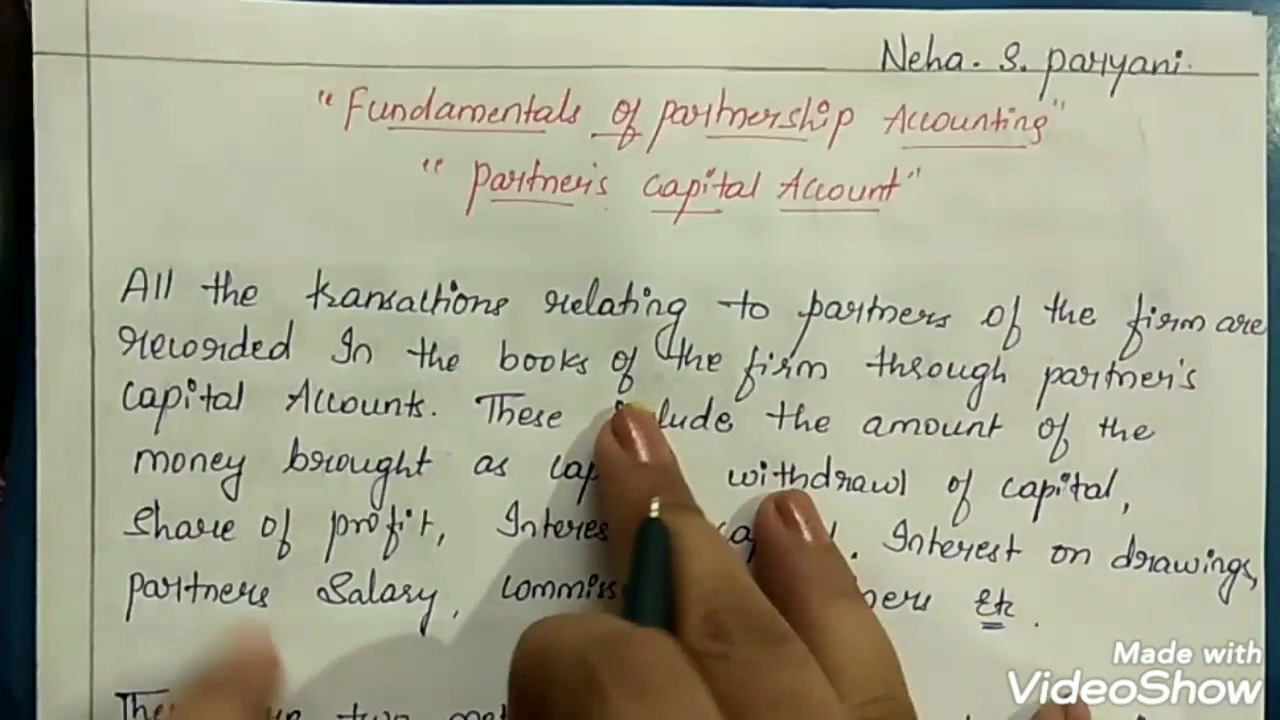 Neha. S. Pariyani.
"Fundamentals of partnership Accounting"
"Partner's Capital Account"
All the transactions relating to partners of the firm are
recorded In the books of the firm through partner's
capital Accounts. These the amount of the
money brought as withdrawl of capital,
Share of profit, Interest on drawings,
partners Salary, Etc.
two
Made with
VideoShow